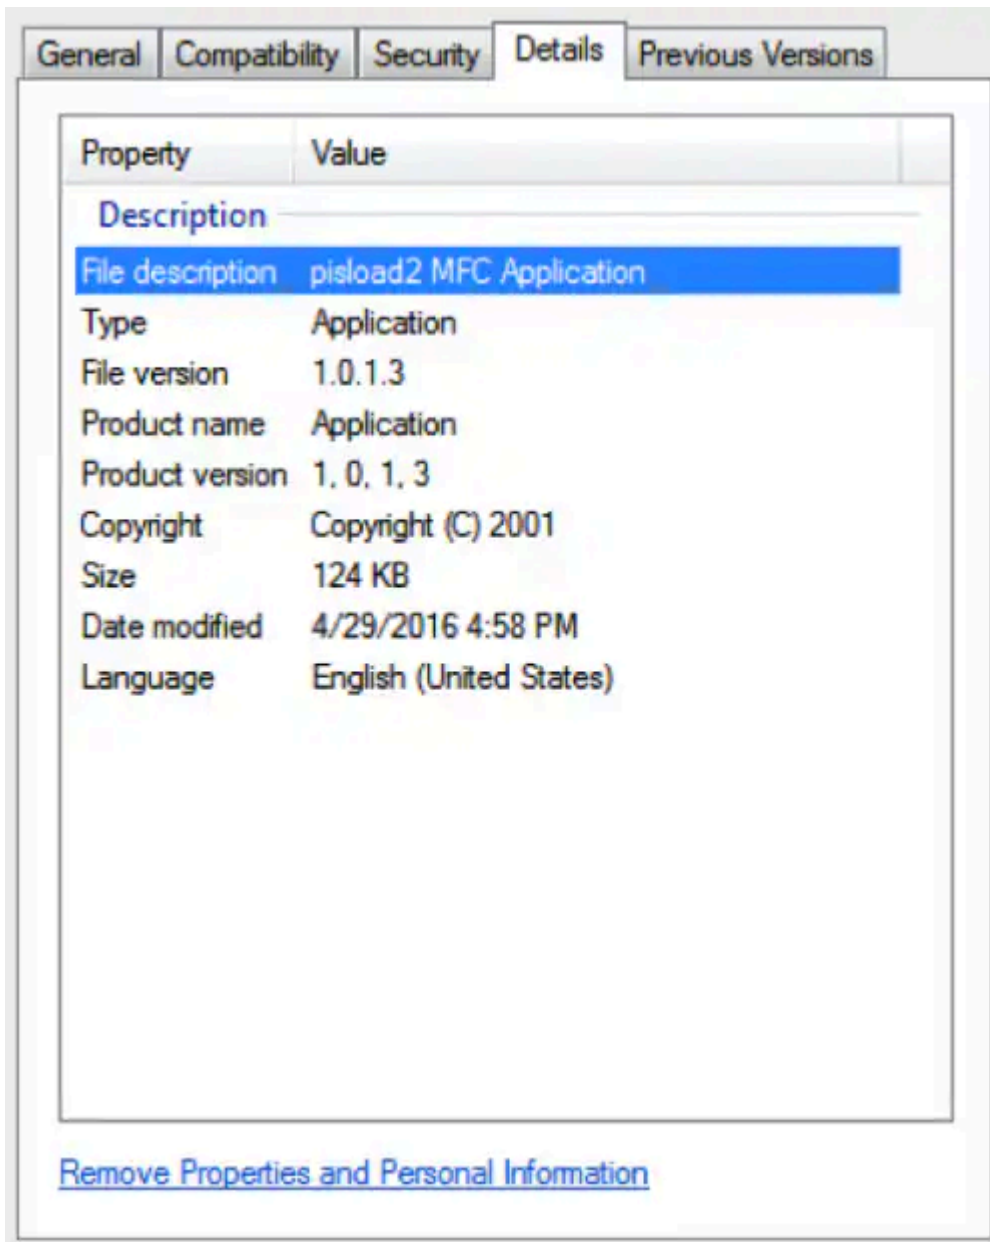 General Compatibility Security Details Previous Versions
Property Value
Description
File description pisload2 MFC Application
Type Application
File version 1.0.1.3
Product name Application
Product version 1, 0, 1, 3
Copyright Copyright (C) 2001
Size 124 KB
Date modified 4/29/2016 4:58 PM
Language English (United States)
Remove Properties and Personal Information